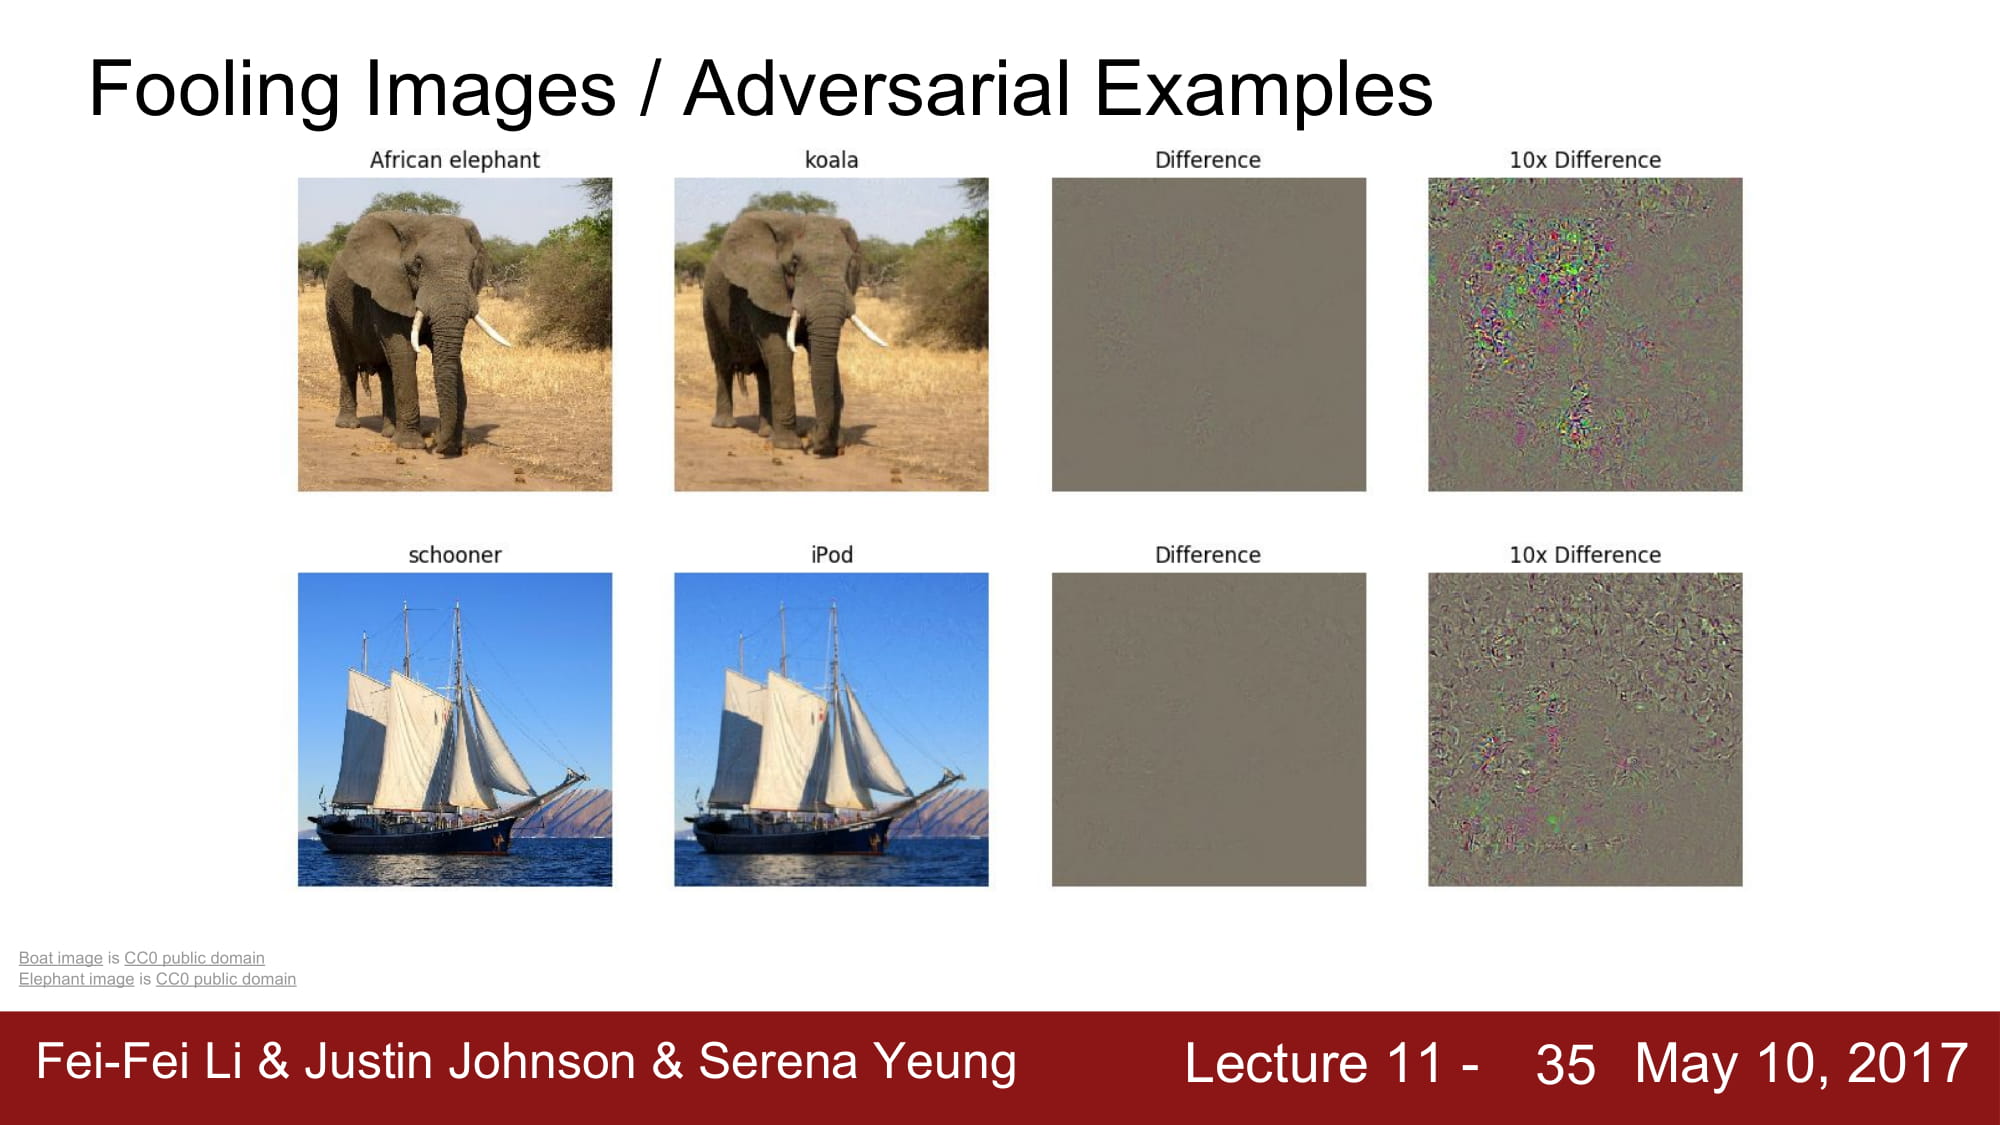 Fooling Images / Adversarial Examples
African elephant
koala
Difference
10x Difference
schooner
iPod
Difference
10x Difference
Boat image is CC0 public domain
Elephant image is CC0 public domain
Fei-Fei Li & Justin Johnson & Serena Yeung
Lecture 11 - 35 May 10, 2017